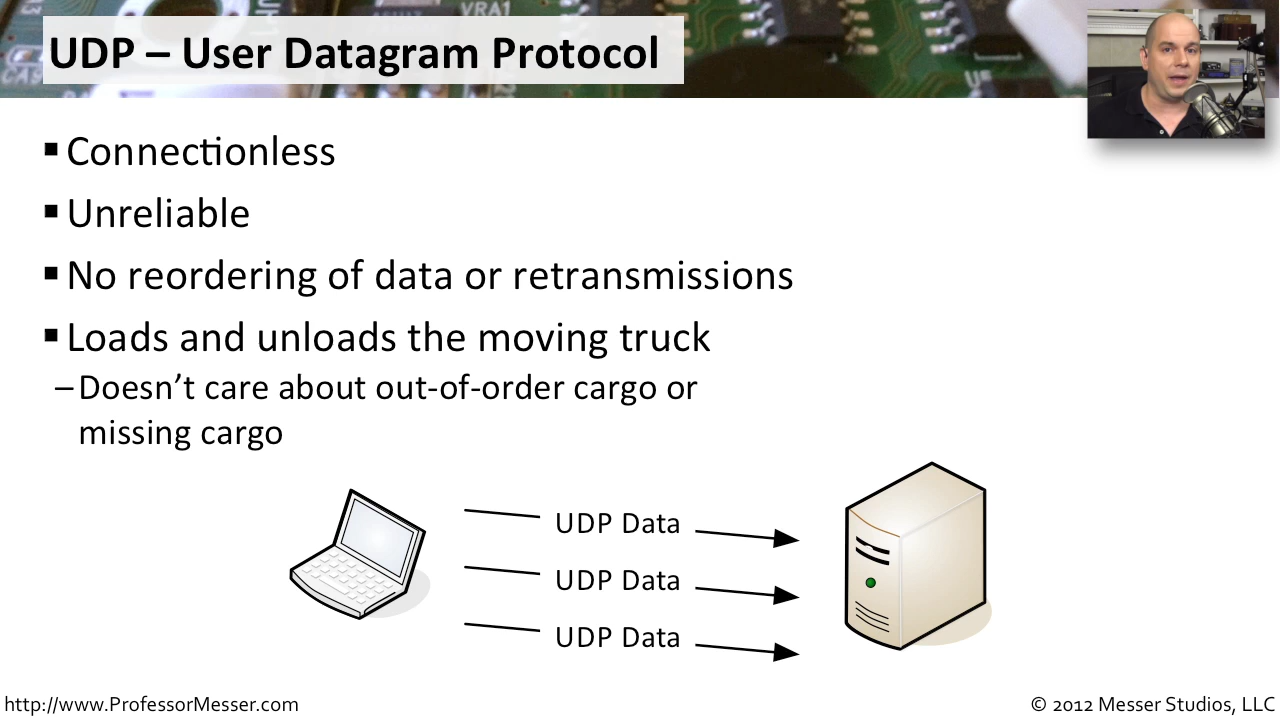 UDP – User Datagram Protocol
VRA1
▪ Connectionless
▪ Unreliable
▪ No reordering of data or retransmissions
▪ Loads and unloads the moving truck
– Doesn’t care about out-of-order cargo or
missing cargo
UDP Data
UDP Data
UDP Data
http://www.ProfessorMesser.com
© 2012 Messer Studios, LLC